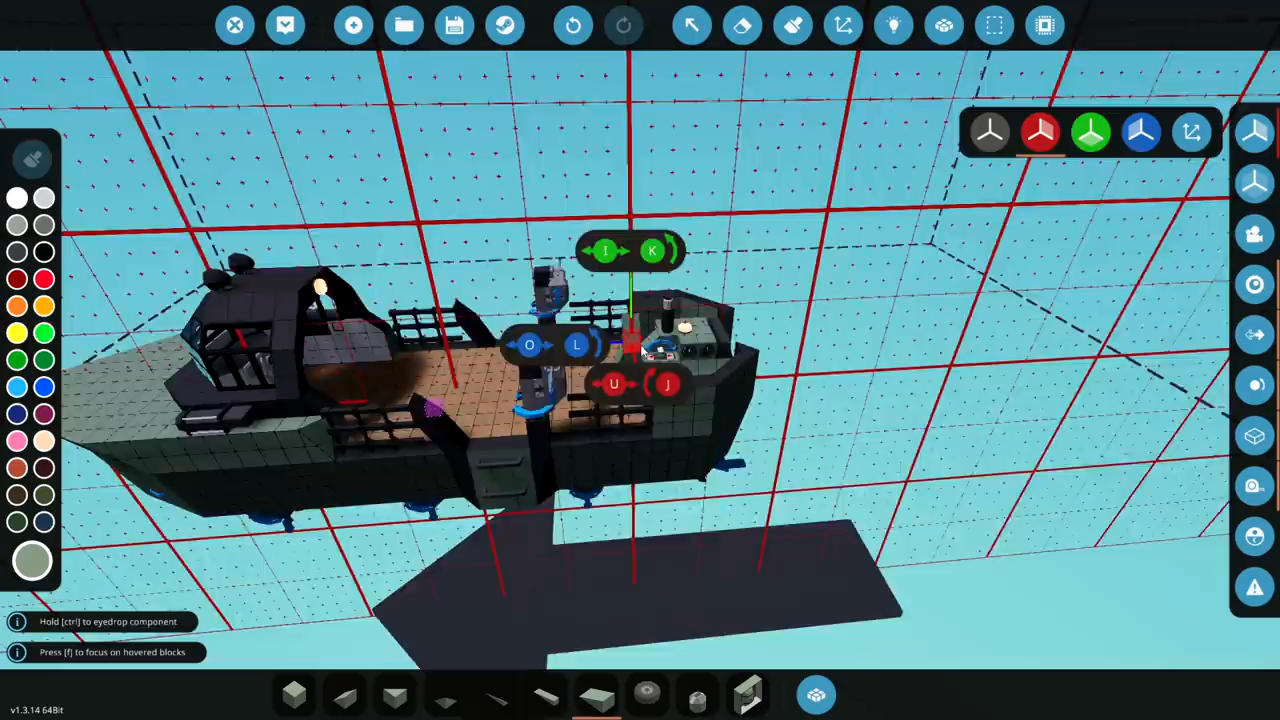 I K
O L
U J
Hold [ctrl] to eyedrop component
Press [f] to focus on hovered blocks
v1.3.14 64Bit